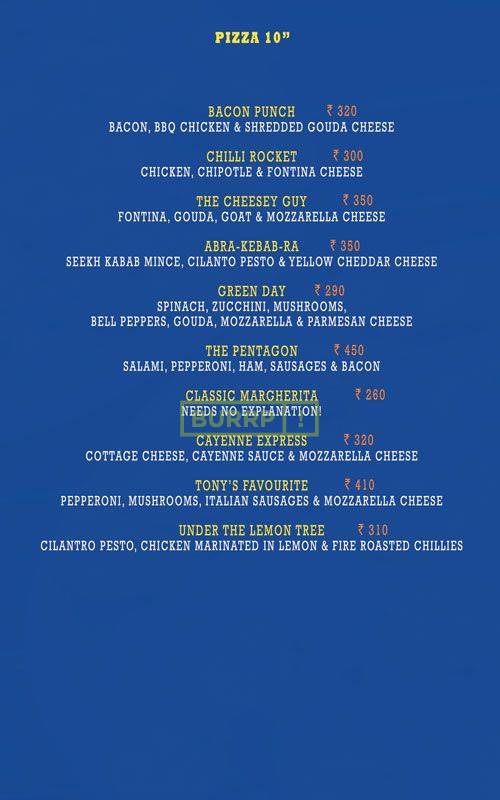 PIZZA 10”
BACON PUNCH ₹ 320
BACON, BBQ CHICKEN & SHREDDED GOUDA CHEESE
CHILLI ROCKET ₹ 300
CHICKEN, CHIPOTLE & FONTINA CHEESE
THE CHEESEY GUY ₹ 350
FONTINA, GOUDA, GOAT & MOZZARELLA CHEESE
ABRA-KEBAB-RA ₹ 350
SEEKH KABAB MINCE, CILANTO PESTO & YELLOW CHEDDAR CHEESE
GREEN DAY ₹ 290
SPINACH, ZUCCHINI, MUSHROOMS,
BELL PEPPERS, GOUDA, MOZZARELLA & PARMESAN CHEESE
THE PENTAGON ₹ 450
SALAMI, PEPPERONI, HAM, SAUSAGES & BACON
CLASSIC MARGHERITA ₹ 260
NEEDS NO EXPLANATION!
BURRP !
CAYENNE EXPRESS ₹ 320
COTTAGE CHEESE, CAYENNE SAUCE & MOZZARELLA CHEESE
TONY’S FAVOURITE ₹ 410
PEPPERONI, MUSHROOMS, ITALIAN SAUSAGES & MOZZARELLA CHEESE
UNDER THE LEMON TREE ₹ 310
CILANTRO PESTO, CHICKEN MARINATED IN LEMON & FIRE ROASTED CHILLIES